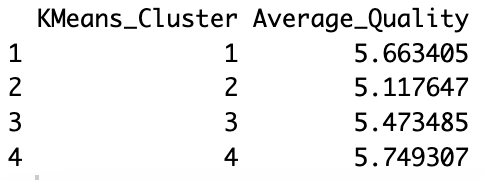 KMeans_Cluster Average_Quality
1              1        5.663405
2              2        5.117647
3              3        5.473485
4              4        5.749307